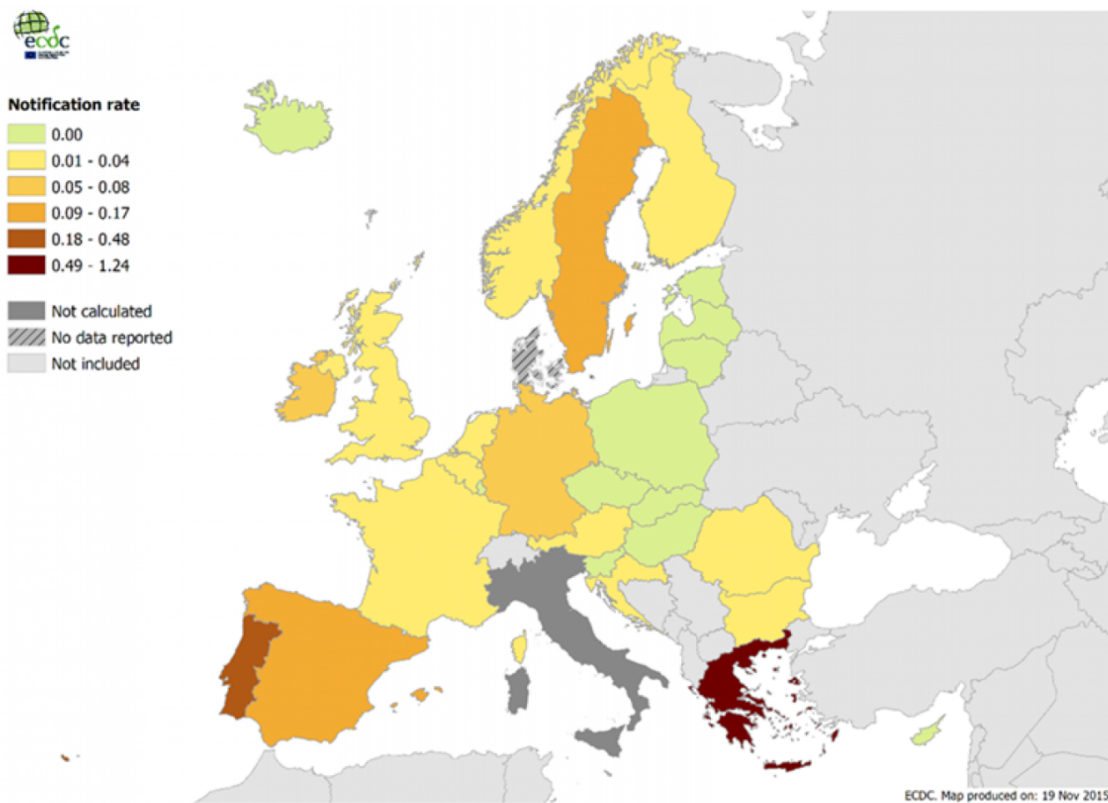 ecdc
Notification rate
0.00
0.01 - 0.04
0.05 - 0.08
0.09 - 0.17
0.18 - 0.48
0.49 - 1.24
Not calculated
No data reported
Not included
ECDC. Map produced on: 19 Nov 2015